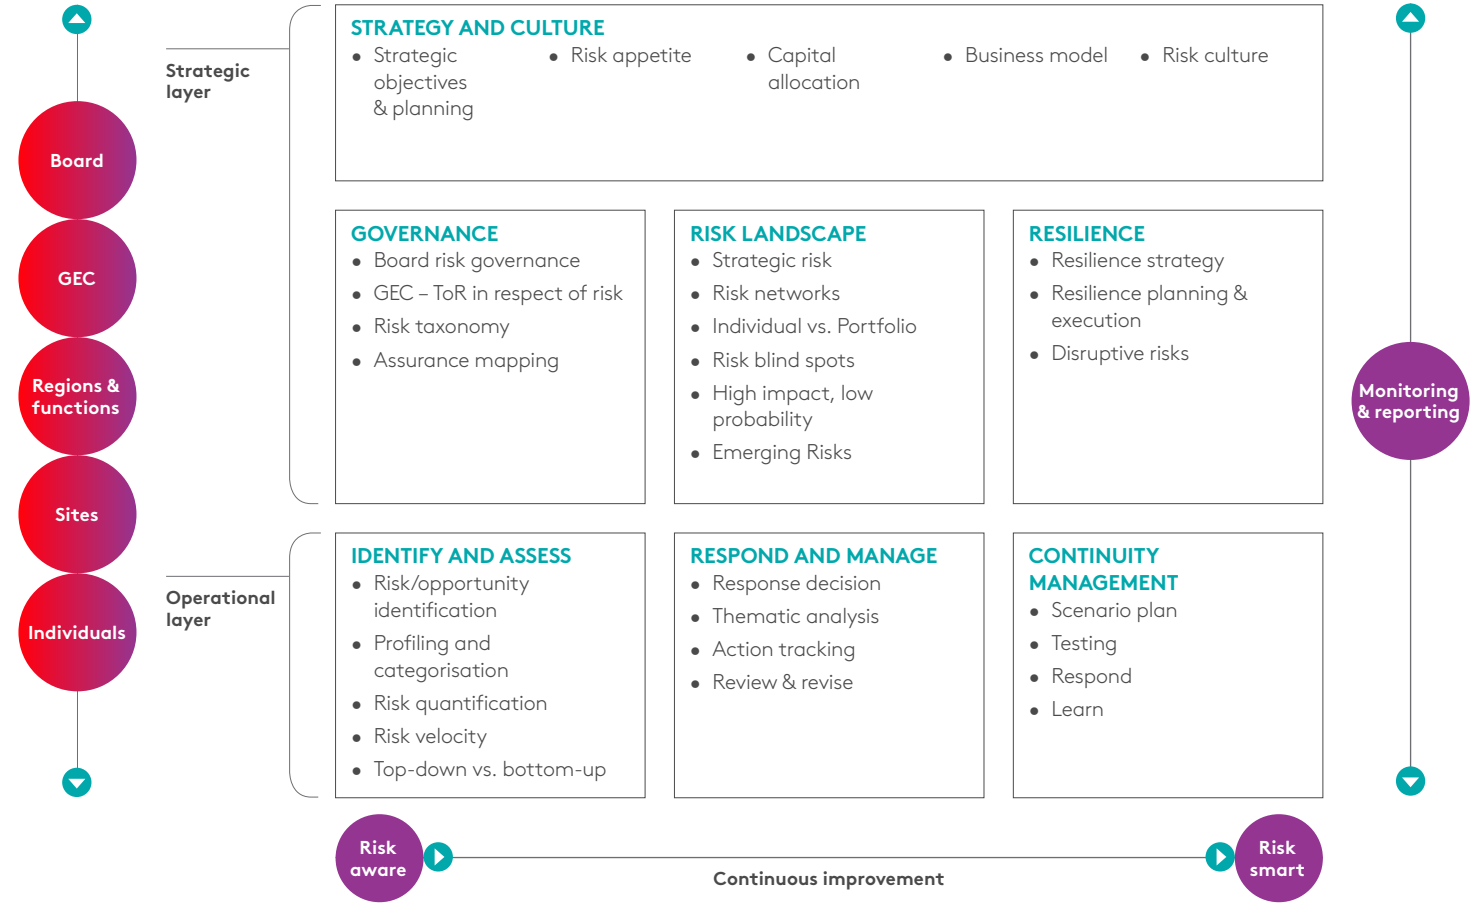 STRATEGY AND CULTURE
• Strategic
objectives
& planning
• Risk appetite
• Capital
allocation
• Business model
• Risk culture
Strategic
layer
Board
GEC
Regions &
functions
Sites
Individuals
GOVERNANCE
• Board risk governance
• GEC – ToR in respect of risk
• Risk taxonomy
• Assurance mapping
RISK LANDSCAPE
• Strategic risk
• Risk networks
• Individual vs. Portfolio
• Risk blind spots
• High impact, low
probability
• Emerging Risks
RESILIENCE
• Resilience strategy
• Resilience planning &
execution
• Disruptive risks
Monitoring
& reporting
Operational
layer
IDENTIFY AND ASSESS
• Risk/opportunity
identification
• Profiling and
categorisation
• Risk quantification
• Risk velocity
• Top-down vs. bottom-up
RESPOND AND MANAGE
• Response decision
• Thematic analysis
• Action tracking
• Review & revise
CONTINUITY
MANAGEMENT
• Scenario plan
• Testing
• Respond
• Learn
Risk
aware
Continuous improvement
Risk
smart